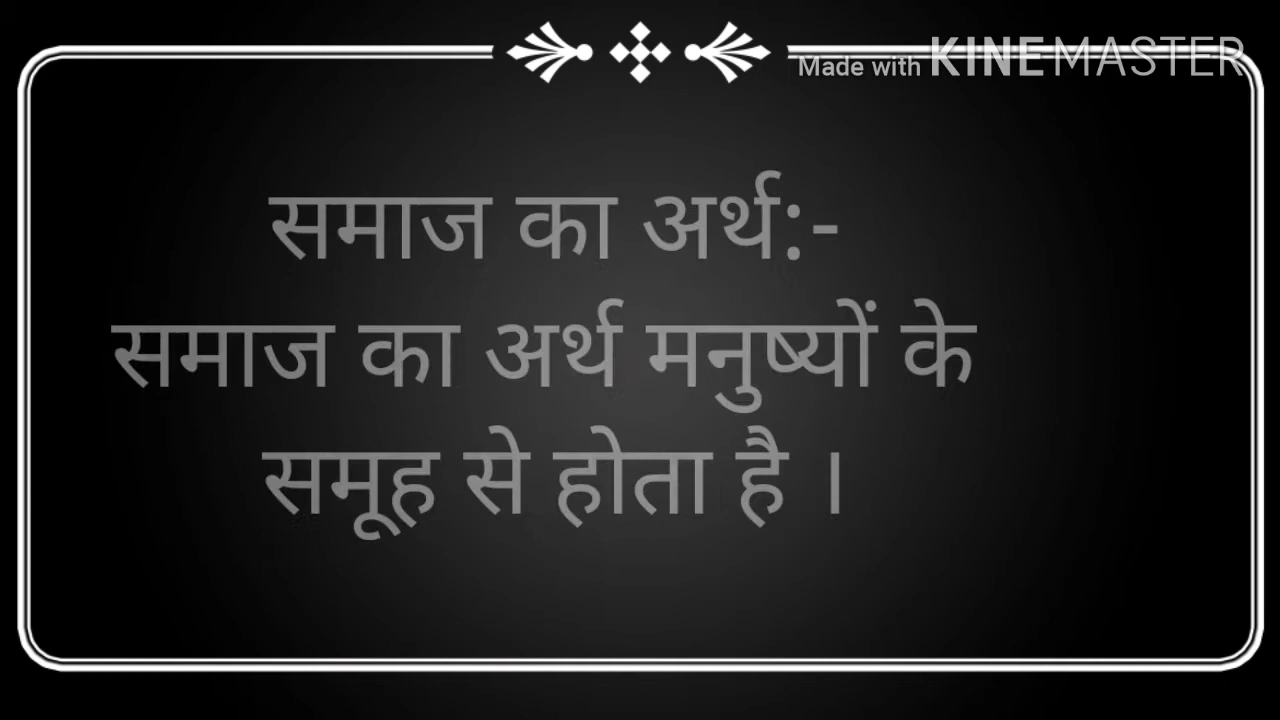 Made with KINEMASTER
समाज का अर्थ:-
समाज का अर्थ मनुष्यों के
समूह से होता है ।